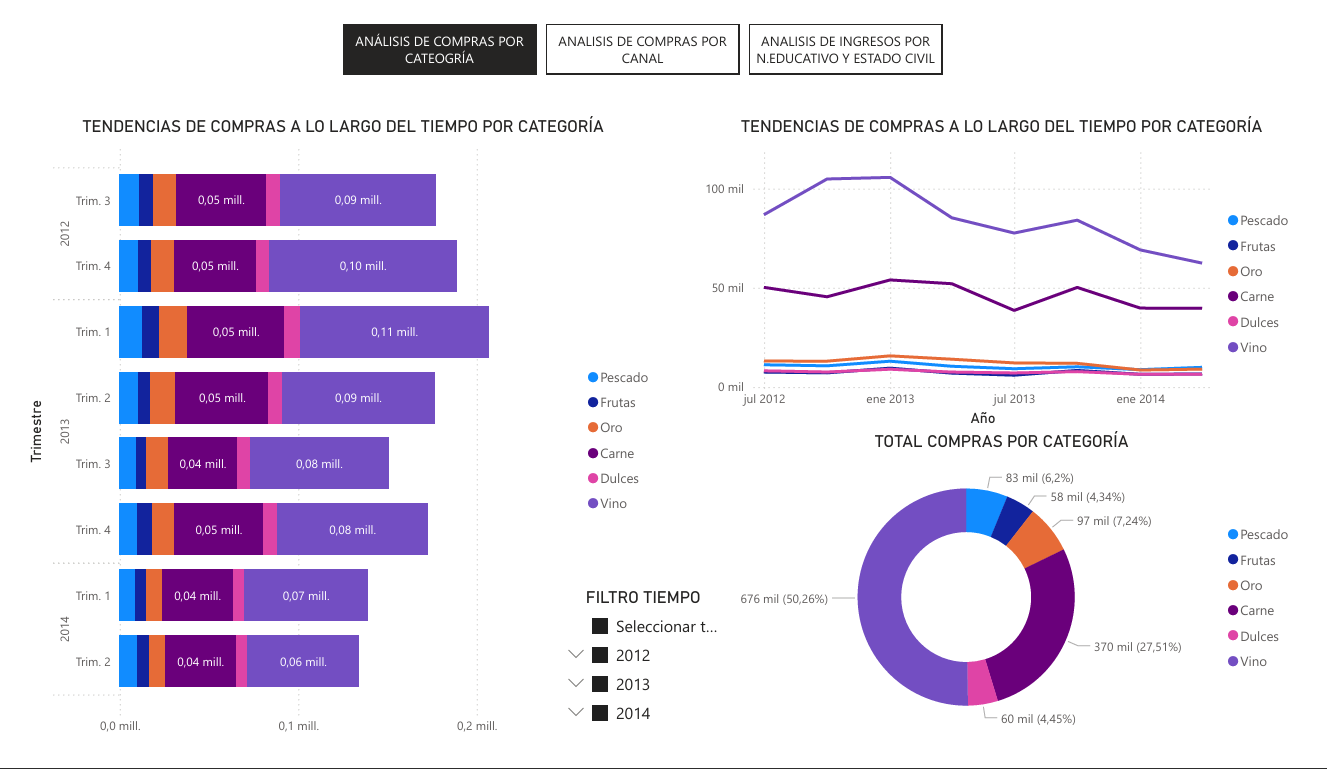 ANÁLISIS DE COMPRAS POR
CATEOGRÍA
ANALISIS DE COMPRAS POR
CANAL
ANALISIS DE INGRESOS POR
N.EDUCATIVO Y ESTADO CIVIL
TENDENCIAS DE COMPRAS A LO LARGO DEL TIEMPO POR CATEGORÍA
Trimestre
2012
Trim. 3
0,05 mill.
0,09 mill.
Trim. 4
0,05 mill.
0,10 mill.
2013
Trim. 1
0,05 mill.
0,11 mill.
Trim. 2
0,05 mill.
0,09 mill.
Trim. 3
0,04 mill.
0,08 mill.
Trim. 4
0,05 mill.
0,08 mill.
2014
Trim. 1
0,04 mill.
0,07 mill.
Trim. 2
0,04 mill.
0,06 mill.
0,0 mill.
0,1 mill.
0,2 mill.
Pescado
Frutas
Oro
Carne
Dulces
Vino
FILTRO TIEMPO
Seleccionar t...
2012
2013
2014
TENDENCIAS DE COMPRAS A LO LARGO DEL TIEMPO POR CATEGORÍA
100 mil
50 mil
0 mil
jul 2012
ene 2013
jul 2013
ene 2014
Año
Pescado
Frutas
Oro
Carne
Dulces
Vino
TOTAL COMPRAS POR CATEGORÍA
83 mil (6,2%)
58 mil (4,34%)
97 mil (7,24%)
676 mil (50,26%)
370 mil (27,51%)
60 mil (4,45%)
Pescado
Frutas
Oro
Carne
Dulces
Vino